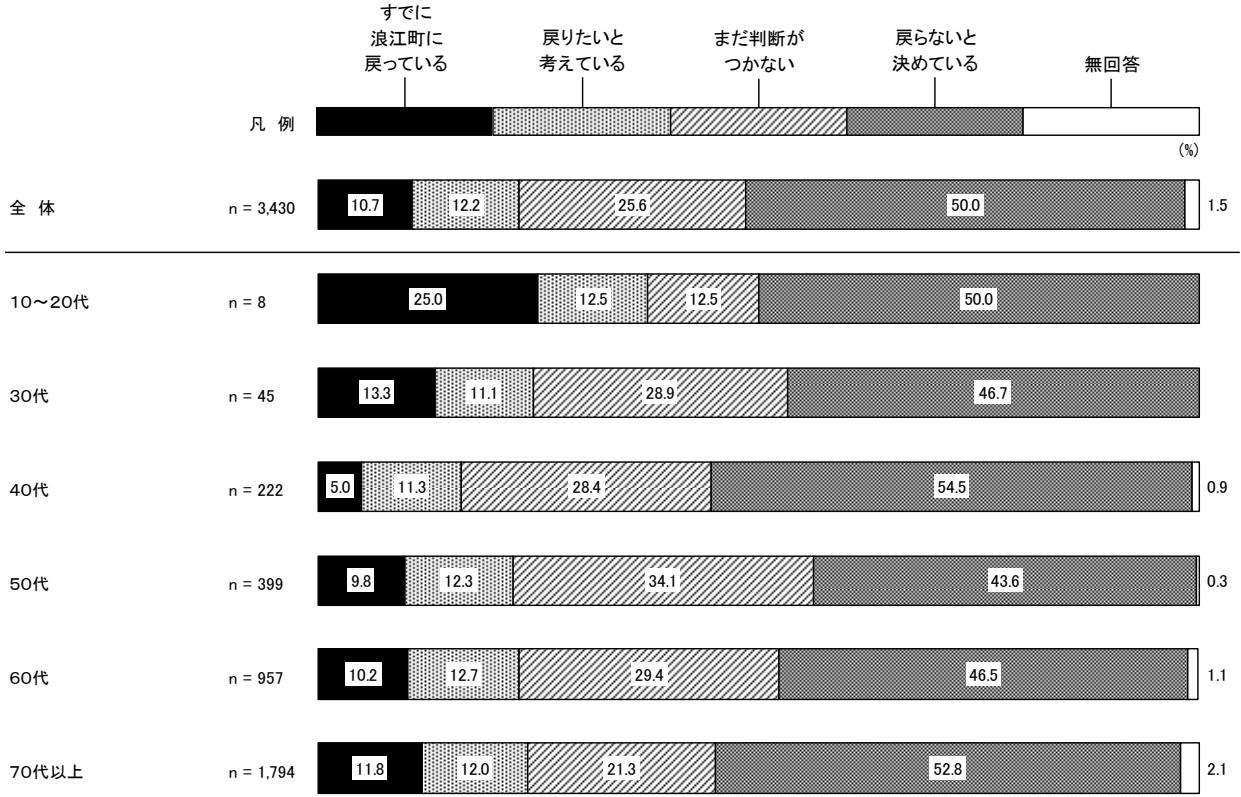 すでに
浪江町に
戻っている
戻りたいと
考えている
まだ判断が
つかない
戻らないと
決めている
無回答
凡 例
(%)
全 体 n = 3,430 10.7 12.2 25.6 50.0 1.5
10～20代 n = 8 25.0 12.5 12.5 50.0
30代 n = 45 13.3 11.1 28.9 46.7
40代 n = 222 5.0 11.3 28.4 54.5 0.9
50代 n = 399 9.8 12.3 34.1 43.6 0.3
60代 n = 957 10.2 12.7 29.4 46.5 1.1
70代以上 n = 1,794 11.8 12.0 21.3 52.8 2.1